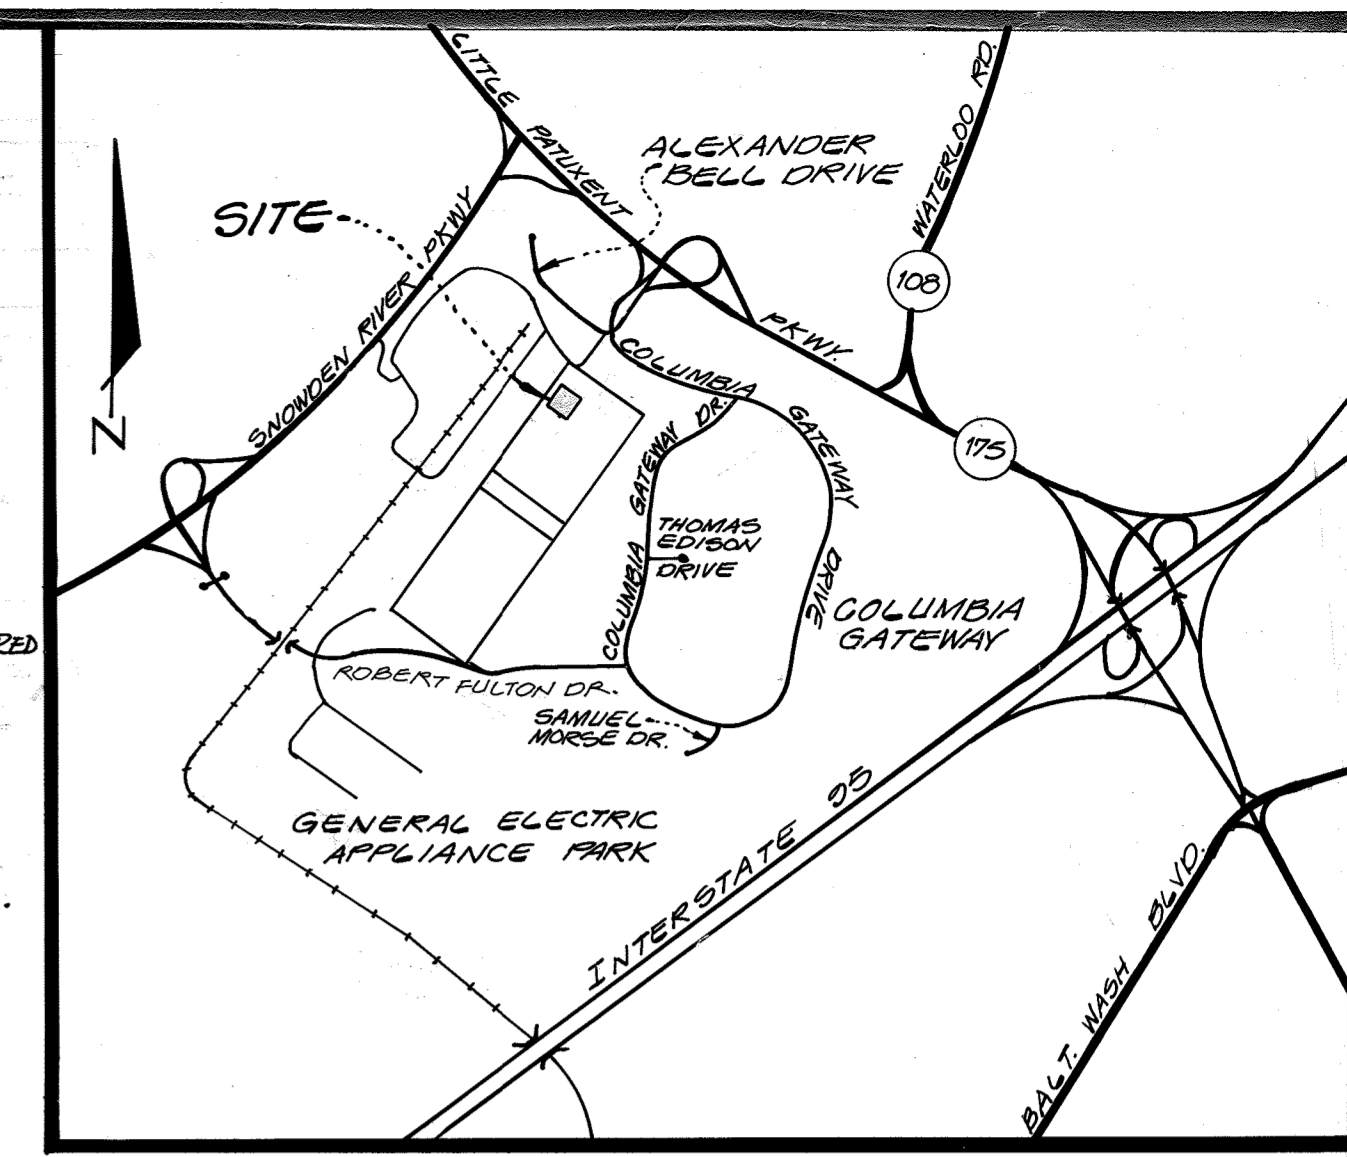 LITTLE PATUXENT PKWY.
WATERLOO RD.
ALEXANDER
BELL DRIVE
SITE
SNOWDEN RIVER PKWY
108
COLUMBIA GATEWAY DRIVE
175
COLUMBIA GATEWAY DR.
N
THOMAS
EDISON
DRIVE
COLUMBIA
GATEWAY
RED
ROBERT FULTON DR.
SAMUEL
MORSE DR.
GENERAL ELECTRIC
APPLIANCE PARK
INTERSTATE 95
BALT. WASH BLVD.